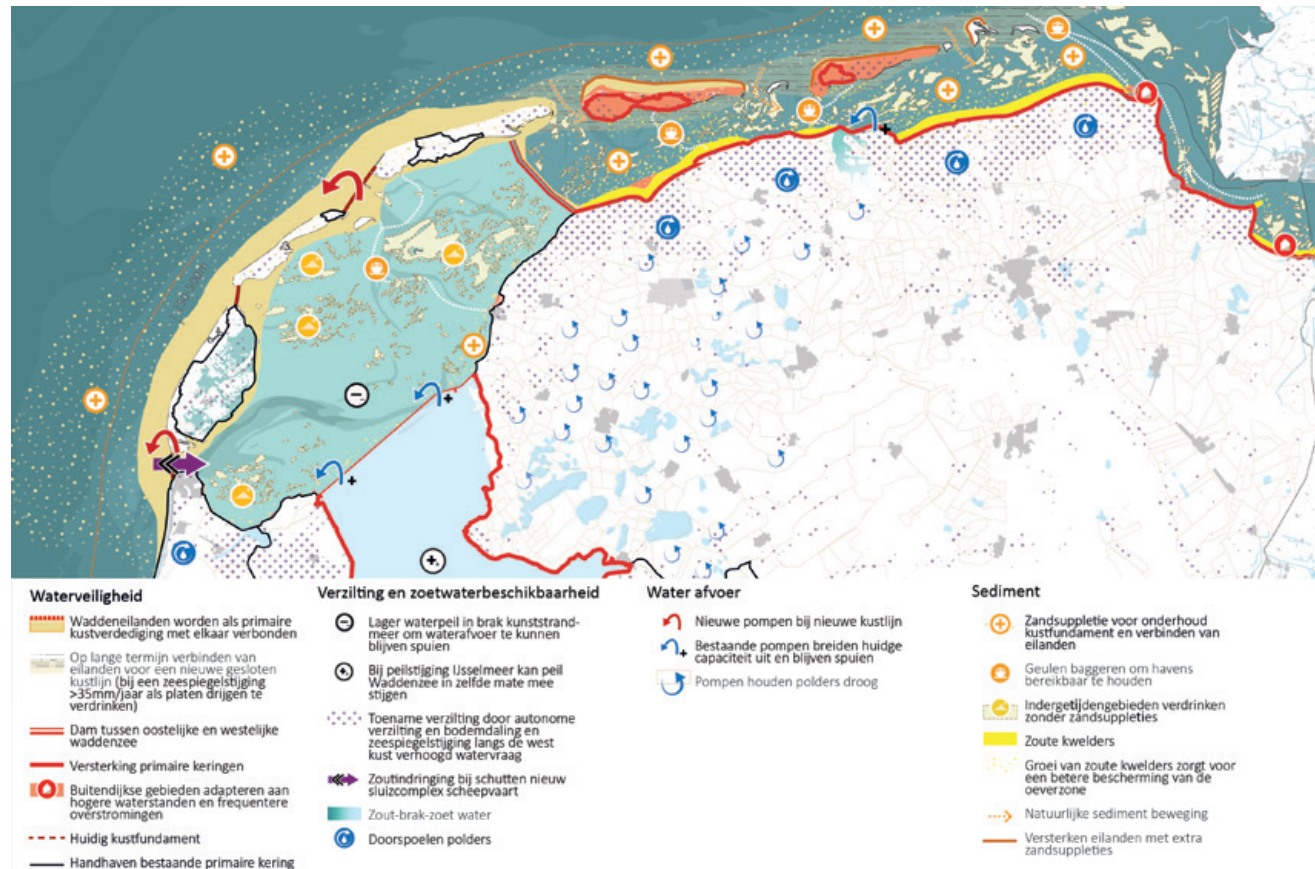 Waterveiligheid
Waddeneilanden worden als primaire
kustverdediging met elkaar verbonden
Op lange termijn verbinden van
eilanden voor een nieuwe gesloten
kustlijn (bij een zeespiegelstijging
>35mm/jaar als platen drijgen te
verdrinken)
Dam tussen oostelijke en westelijke
waddenzee
Versterking primaire keringen
Buitendijkse gebieden adapteren aan
hogere waterstanden en frequentere
overstromingen
Huidig kustfundament
Handhaven bestaande primaire kering
Verzilting en zoetwaterbeschikbaarheid
Lager waterpeil in brak kunststrand-
meer om waterafvoer te kunnen
blijven spuien
Bij peilstijging IJsselmeer kan peil
Waddenzee in zelfde mate mee
stijgen
Toename verzilting door autonome
verzilting en bodemdaling en
zeespiegelstijging langs de west
kust verhoogd watervraag
Zoutindringing bij schutten nieuw
sluizcomplex scheepvaart
Zout-brak-zoet water
Doorspoelen polders
Water afvoer
Nieuwe pompen bij nieuwe kustlijn
Bestaande pompen breiden huidge
capaciteit uit en blijven spuien
Pompen houden polders droog
Sediment
Zandsuppletie voor onderhoud
kustfundament en verbinden van
eilanden
Geulen baggeren om havens
bereikbaar te houden
Indergetijdengebieden verdrinken
zonder zandsuppleties
Zoute kwelders
Groei van zoute kwelders zorgt voor
een betere bescherming van de
oeverzone
Natuurlijke sediment beweging
Versterken eilanden met extra
zandsuppleties